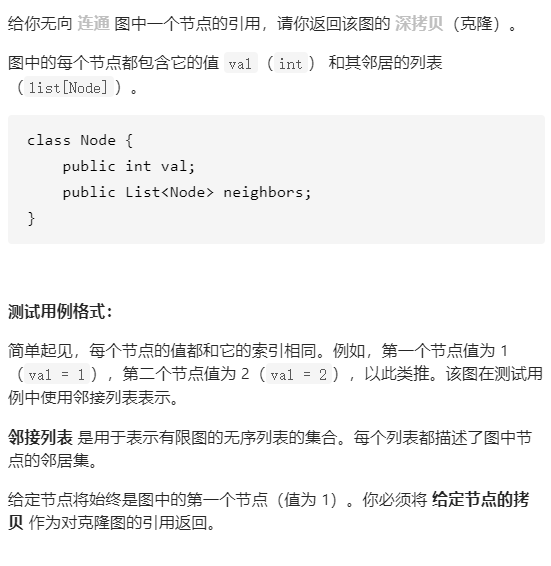 给你无向 连通 图中一个节点的引用，请你返回该图的 深拷贝（克隆）。
图中的每个节点都包含它的值 val（int） 和其邻居的列表
（list[Node]）。
class Node {
    public int val;
    public List<Node> neighbors;
}
测试用例格式：
简单起见，每个节点的值都和它的索引相同。例如，第一个节点值为 1
（val = 1），第二个节点值为 2（val = 2），以此类推。该图在测试用
例中使用邻接列表表示。
邻接列表 是用于表示有限图的无序列表的集合。每个列表都描述了图中节
点的邻居集。
给定节点将始终是图中的第一个节点（值为 1）。你必须将 给定节点的拷
贝 作为对克隆图的引用返回。